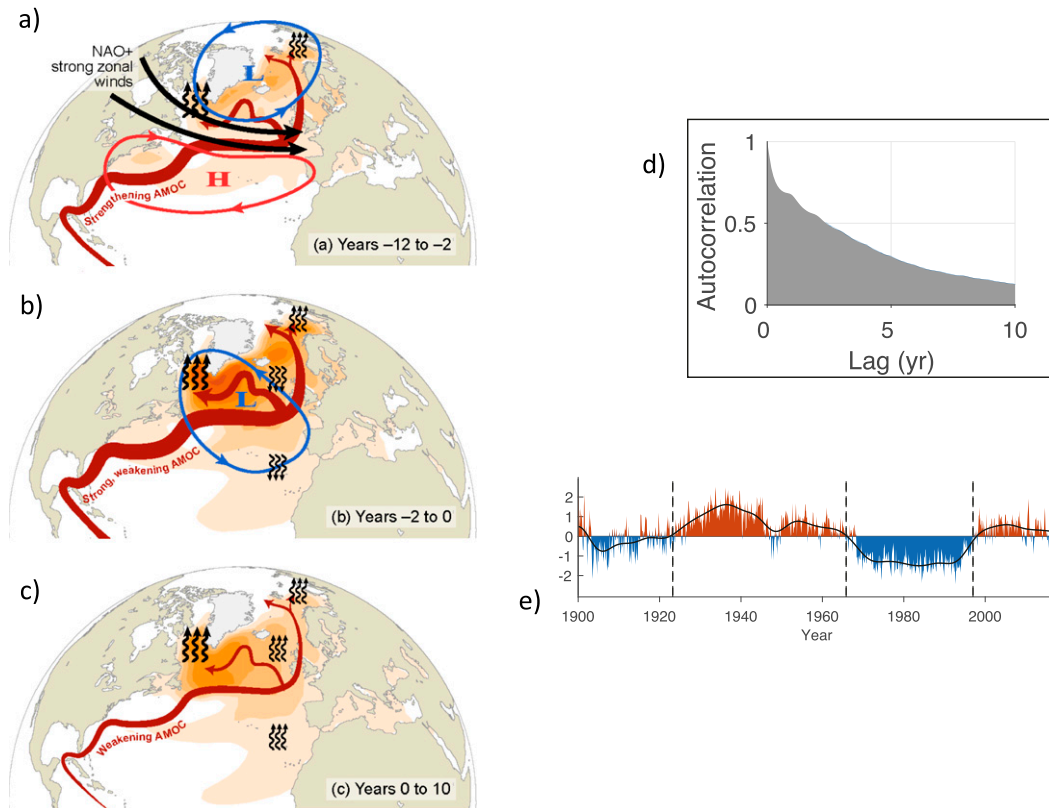 a)
NAO+
strong zonal
winds
L
H
Strengthening AMOC
(a) Years –12 to –2
b)
L
Strong, weakening AMOC
(b) Years –2 to 0
c)
Weakening AMOC
(c) Years 0 to 10
d)
Autocorrelation
1
0.5
0
0
5
10
Lag (yr)
e)
2
1
0
-1
-2
1900
1920
1940
1960
1980
2000
Year